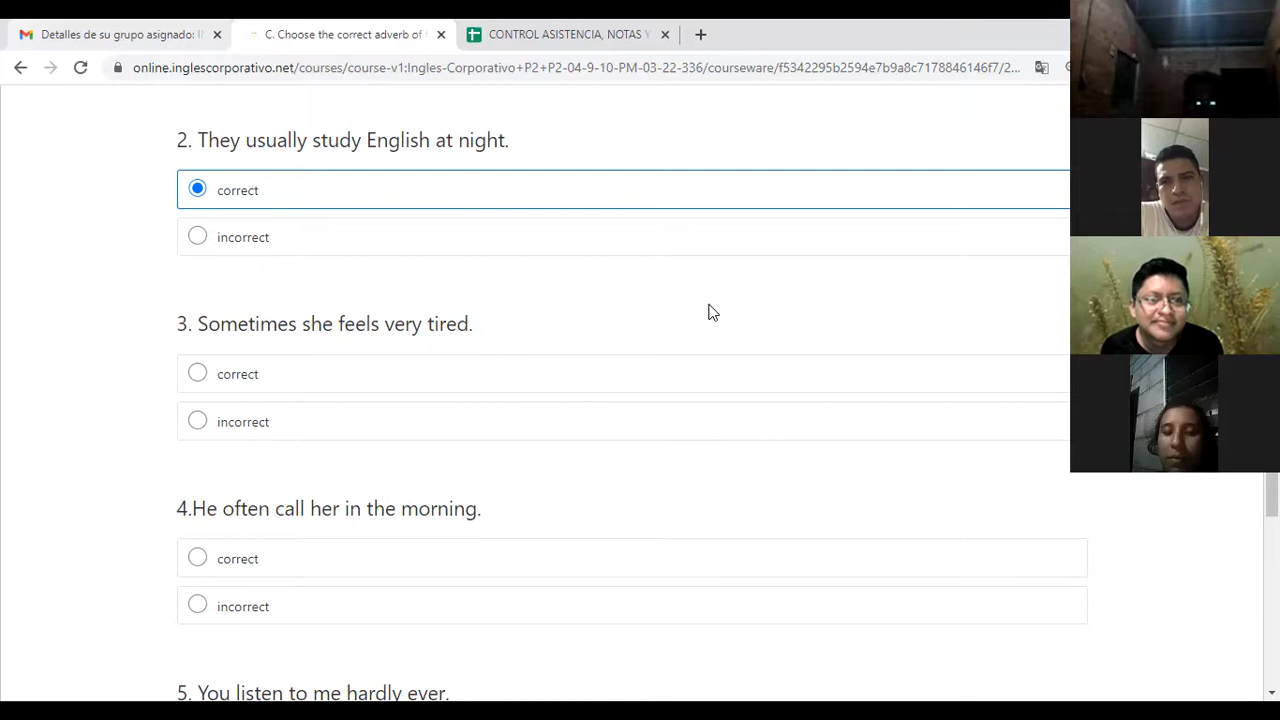 Detalles de su grupo asignado: I
C. Choose the correct adverb of
CONTROL ASISTENCIA, NOTAS Y
online.inglescorporativo.net/courses/course-v1:Ingles-Corporativo+P2+P2-04-9-10-PM-03-22-336/courseware/f5342295b2594e7b9a8c7178846146f7/2...
2. They usually study English at night.
correct
incorrect
3. Sometimes she feels very tired.
correct
incorrect
4.He often call her in the morning.
correct
incorrect
5. You listen to me hardly ever.